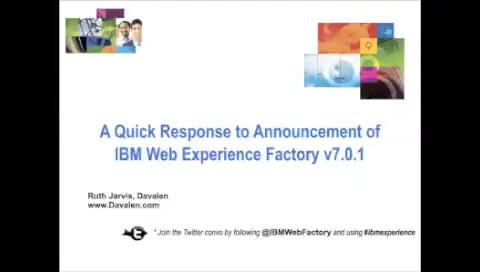 A Quick Response to Announcement of
IBM Web Experience Factory v7.0.1
Ruth Jarvis, Davalen
www.Davalen.com
* Join the Twitter convo by following @IBMWebFactory and using #ibmexperience